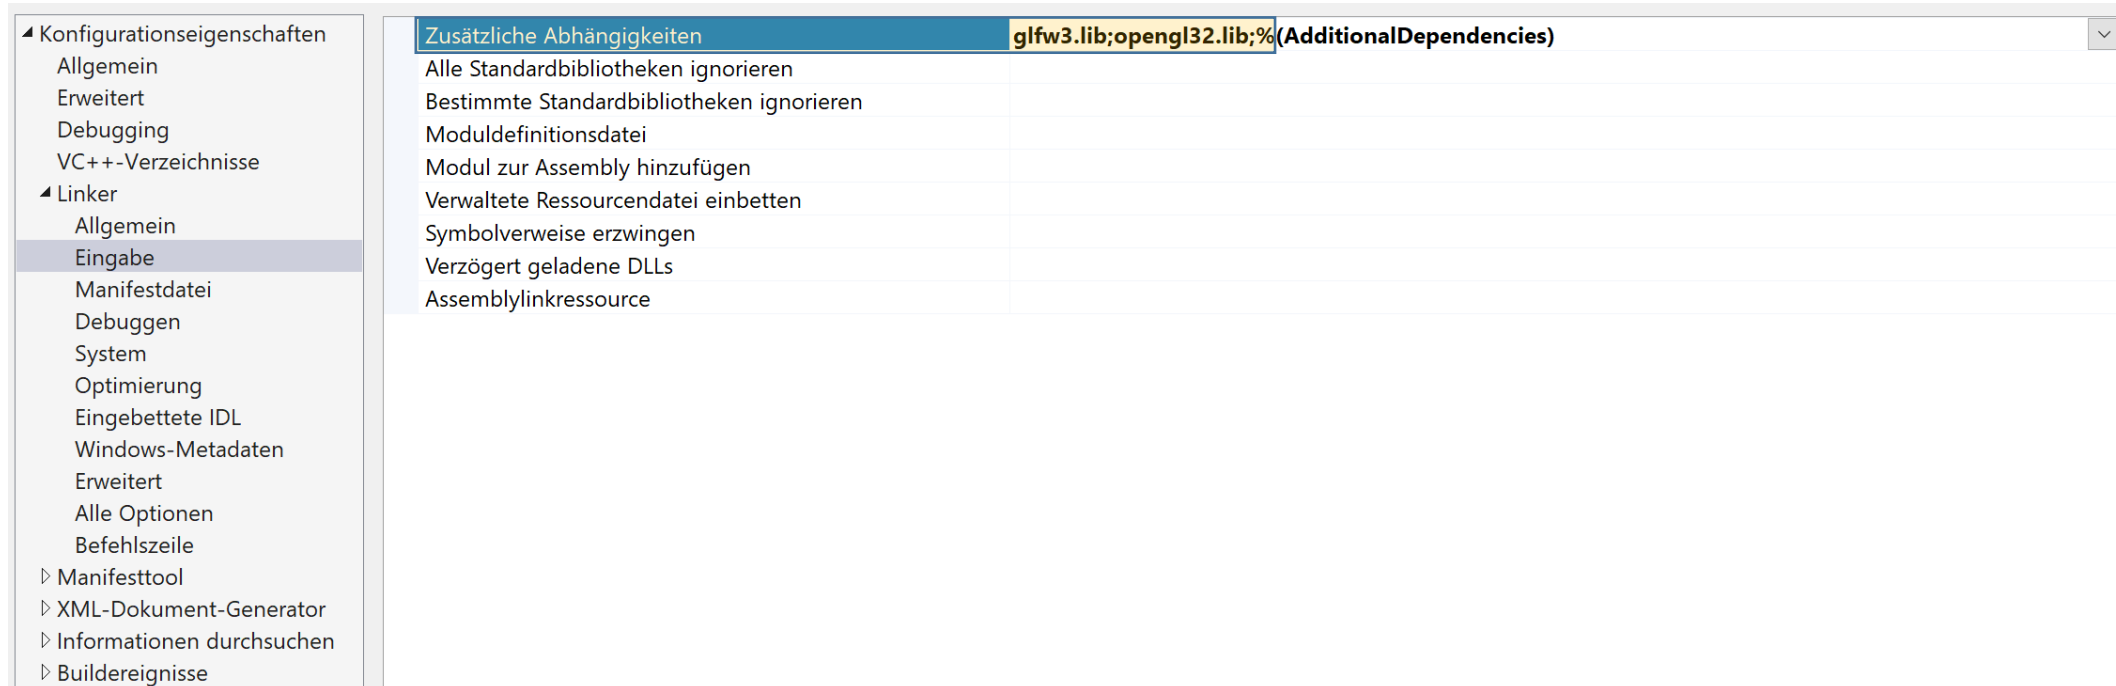 Konfigurationseigenschaften
Allgemein
Erweitert
Debugging
VC++-Verzeichnisse
Linker
Allgemein
Eingabe
Manifestdatei
Debuggen
System
Optimierung
Eingebettete IDL
Windows-Metadaten
Erweitert
Alle Optionen
Befehlszeile
Manifesttool
XML-Dokument-Generator
Informationen durchsuchen
Buildereignisse
Zusätzliche Abhängigkeiten glfw3.lib;opengl32.lib;%(AdditionalDependencies)
Alle Standardbibliotheken ignorieren
Bestimmte Standardbibliotheken ignorieren
Moduldefinitionsdatei
Modul zur Assembly hinzufügen
Verwaltete Ressourcendatei einbetten
Symbolverweise erzwingen
Verzögert geladene DLLs
Assemblylinkressource